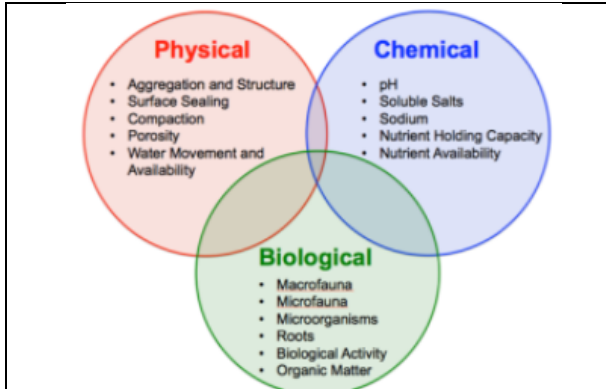 Physical
• Aggregation and Structure
• Surface Sealing
• Compaction
• Porosity
• Water Movement and
Availability
Chemical
• pH
• Soluble Salts
• Sodium
• Nutrient Holding Capacity
• Nutrient Availability
Biological
• Macrofauna
• Microfauna
• Microorganisms
• Roots
• Biological Activity
• Organic Matter